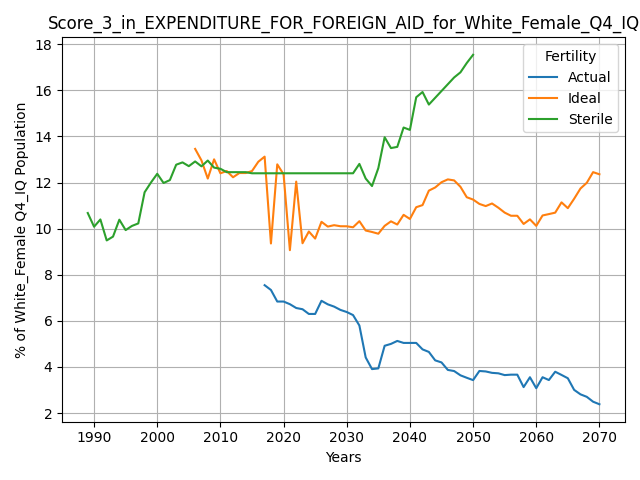 Score_3_in_EXPENDITURE_FOR_FOREIGN_AID_for_White_Female_Q4_IQ
18
16
14
12
10
8
6
4
2
% of White_Female Q4_IQ Population
Fertility
Actual
Ideal
Sterile
1990 2000 2010 2020 2030 2040 2050 2060 2070
Years